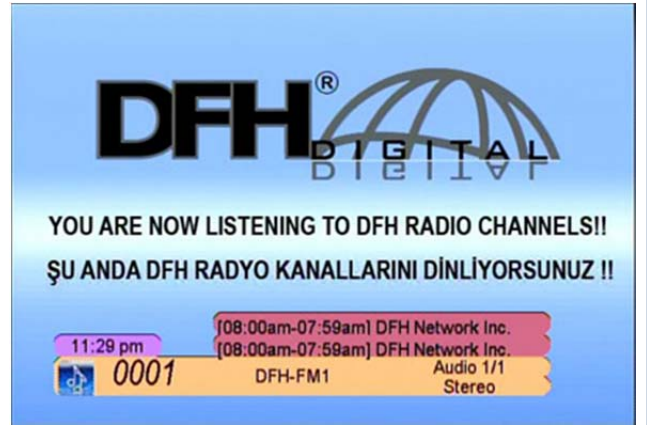 DFH®
DIGITAL
YOU ARE NOW LISTENING TO DFH RADIO CHANNELS!!
ŞU ANDA DFH RADYO KANALLARINI DİNLİYORSUNUZ !!
[08:00am-07:59am] DFH Network Inc.
11:29 pm
[08:00am-07:59am] DFH Network Inc.
0001
DFH-FM1
Audio 1/1
Stereo